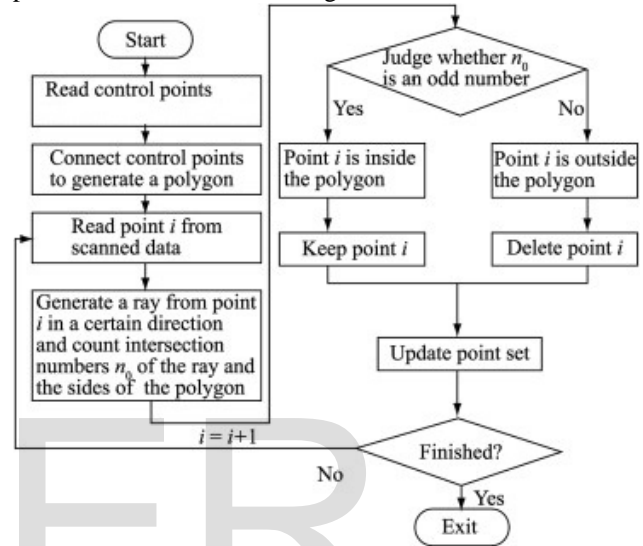 Start
Read control points
Connect control points
to generate a polygon
Read point i from
scanned data
Generate a ray from point
i in a certain direction
and count intersection
numbers n₀ of the ray and
the sides of the polygon
Judge whether n₀
is an odd number
Yes
No
Point i is inside
the polygon
Point i is outside
the polygon
Keep point i
Delete point i
Update point set
i = i+1
Finished?
No
Yes
Exit